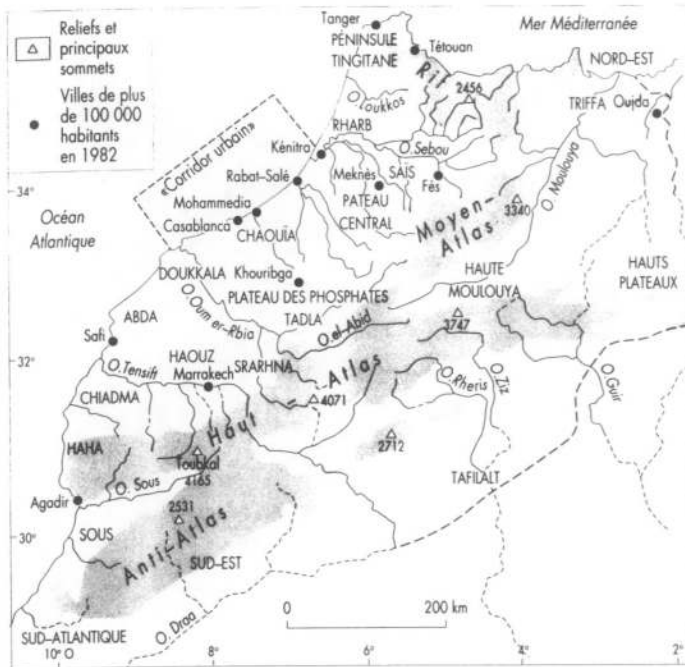 Reliefs et
principaux
sommets
Villes de plus
de 100 000
habitants
en 1982
Mer Méditerranée
Tanger
PÉNINSULE
TINGITANE
Tétouan
Rif
2456
NORD-EST
TRIFFA
Oujda
O. Loukkos
RHARB
O. Sebou
«Corridor urbain»
Kénitra
Rabat-Salé
Mohammedia
Casablanca
Meknès
SAÏS
Fès
PATEAU
CENTRAL
O. Moulouya
34°
Océan
Atlantique
CHAOUÏA
Moyen-
Atlas
3340
DOUKKALA
Khouribga
PLATEAU DES PHOSPHATES
HAUTE
MOULOUYA
HAUTS
PLATEAUX
O. Oum er-Rbia
TADLA
O. el-Abid
3747
ABDA
Safi
32°
O. Tensift
HAOUZ
Marrakech
SRARHNA
Haut
Atlas
4071
O. Rheris
O. Ziz
O. Guir
CHIADMA
HAHA
Toubkal
4165
2712
TAFILALT
Agadir
O. Sous
2531
30°
SOUS
Anti-Atlas
SUD-EST
0
200 km
SUD-ATLANTIQUE
O. Draa
10°
8°
6°
4°
2°